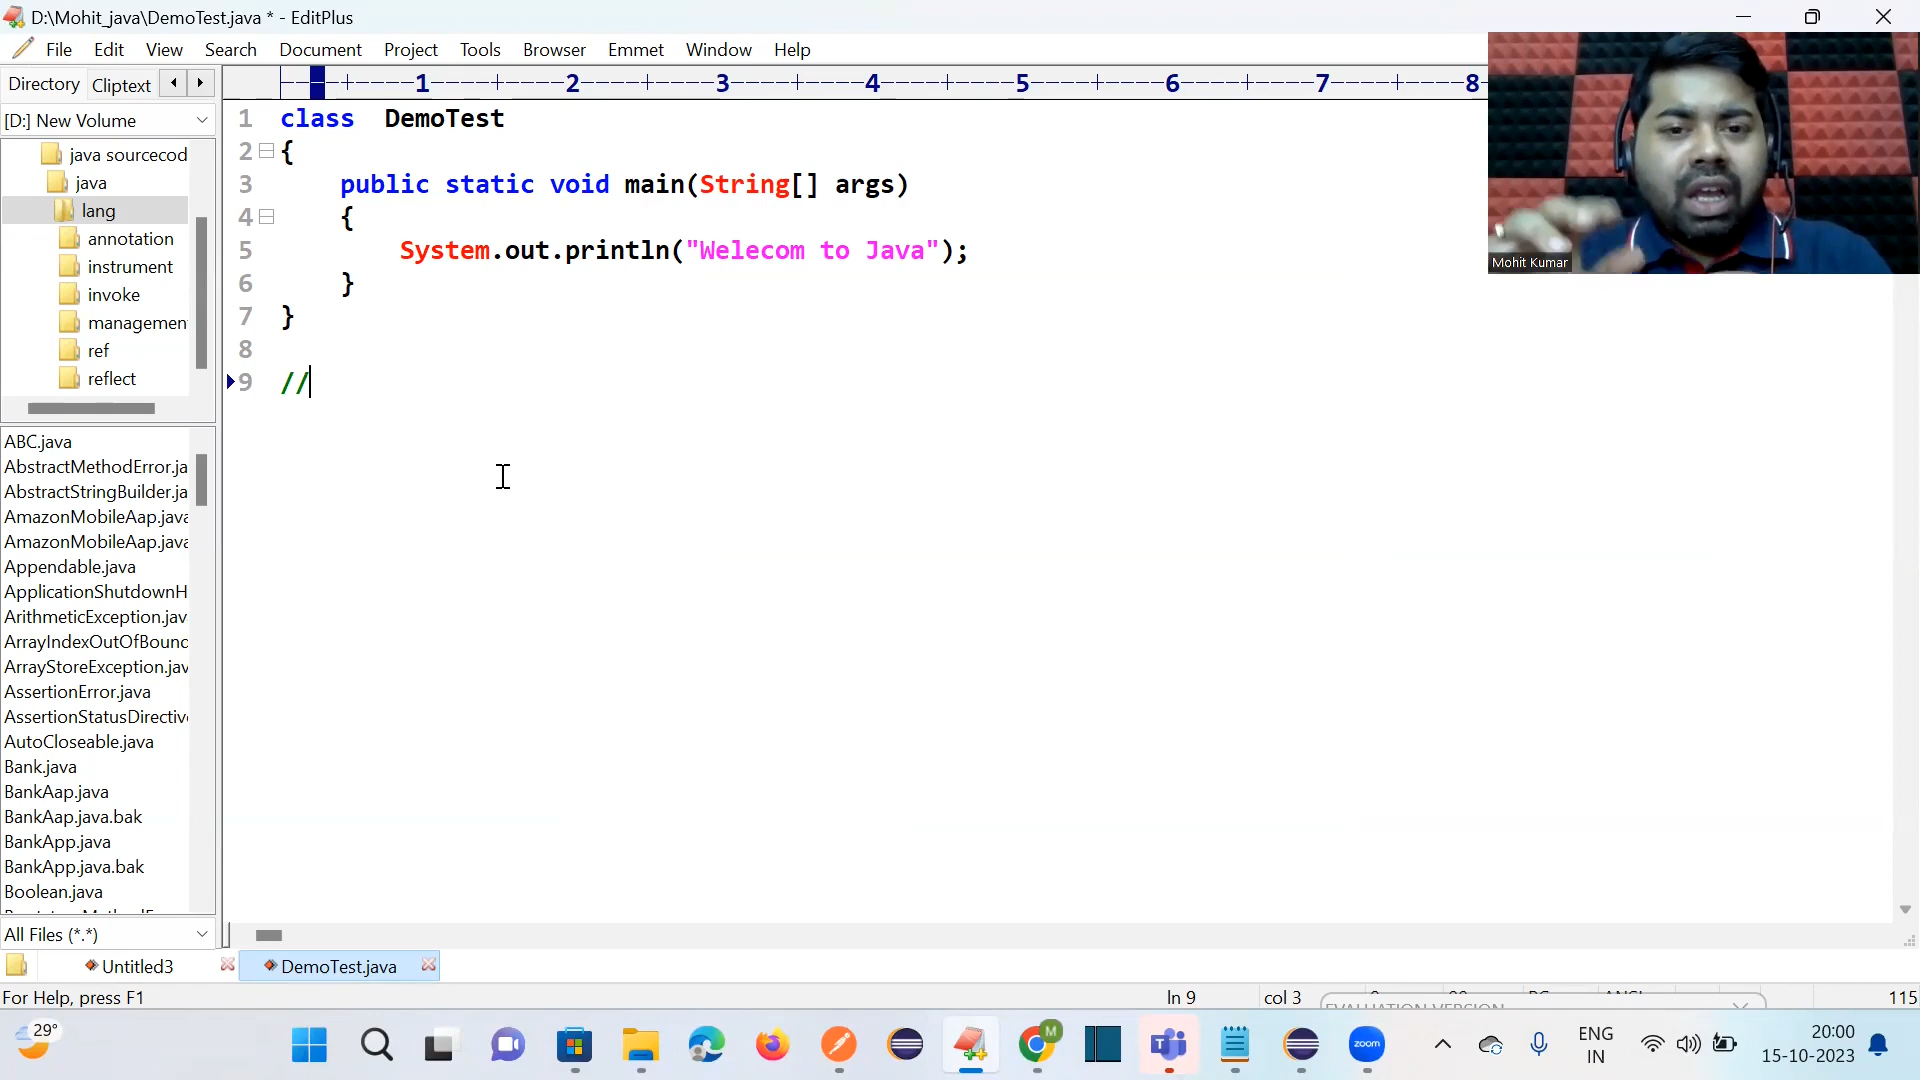 D:\Mohit_java\DemoTest.java * - EditPlus
File Edit View Search Document Project Tools Browser Emmet Window Help
Directory Cliptext
1 2 3 4 5 6 7 8
[D:] New Volume
java sourcecod
java
lang
annotation
instrument
invoke
managemen
ref
reflect
1 class DemoTest
2 {
3 public static void main(String[] args)
4 {
5 System.out.println("Welecom to Java");
6 }
7 }
8
9 //
Mohit Kumar
ABC.java
AbstractMethodError.ja
AbstractStringBuilder.ja
AmazonMobileAap.java
AmazonMobileAap.java
Appendable.java
ApplicationShutdownH
ArithmeticException.jav
ArrayIndexOutOfBound
ArrayStoreException.jav
AssertionError.java
AssertionStatusDirectiv
AutoCloseable.java
Bank.java
BankAap.java
BankAap.java.bak
BankApp.java
BankApp.java.bak
Boolean.java
All Files (*.*)
Untitled3 DemoTest.java
For Help, press F1 ln 9 col 3 115
EVALUATION VERSION
29°
M
zoom
ENG
IN
20:00
15-10-2023